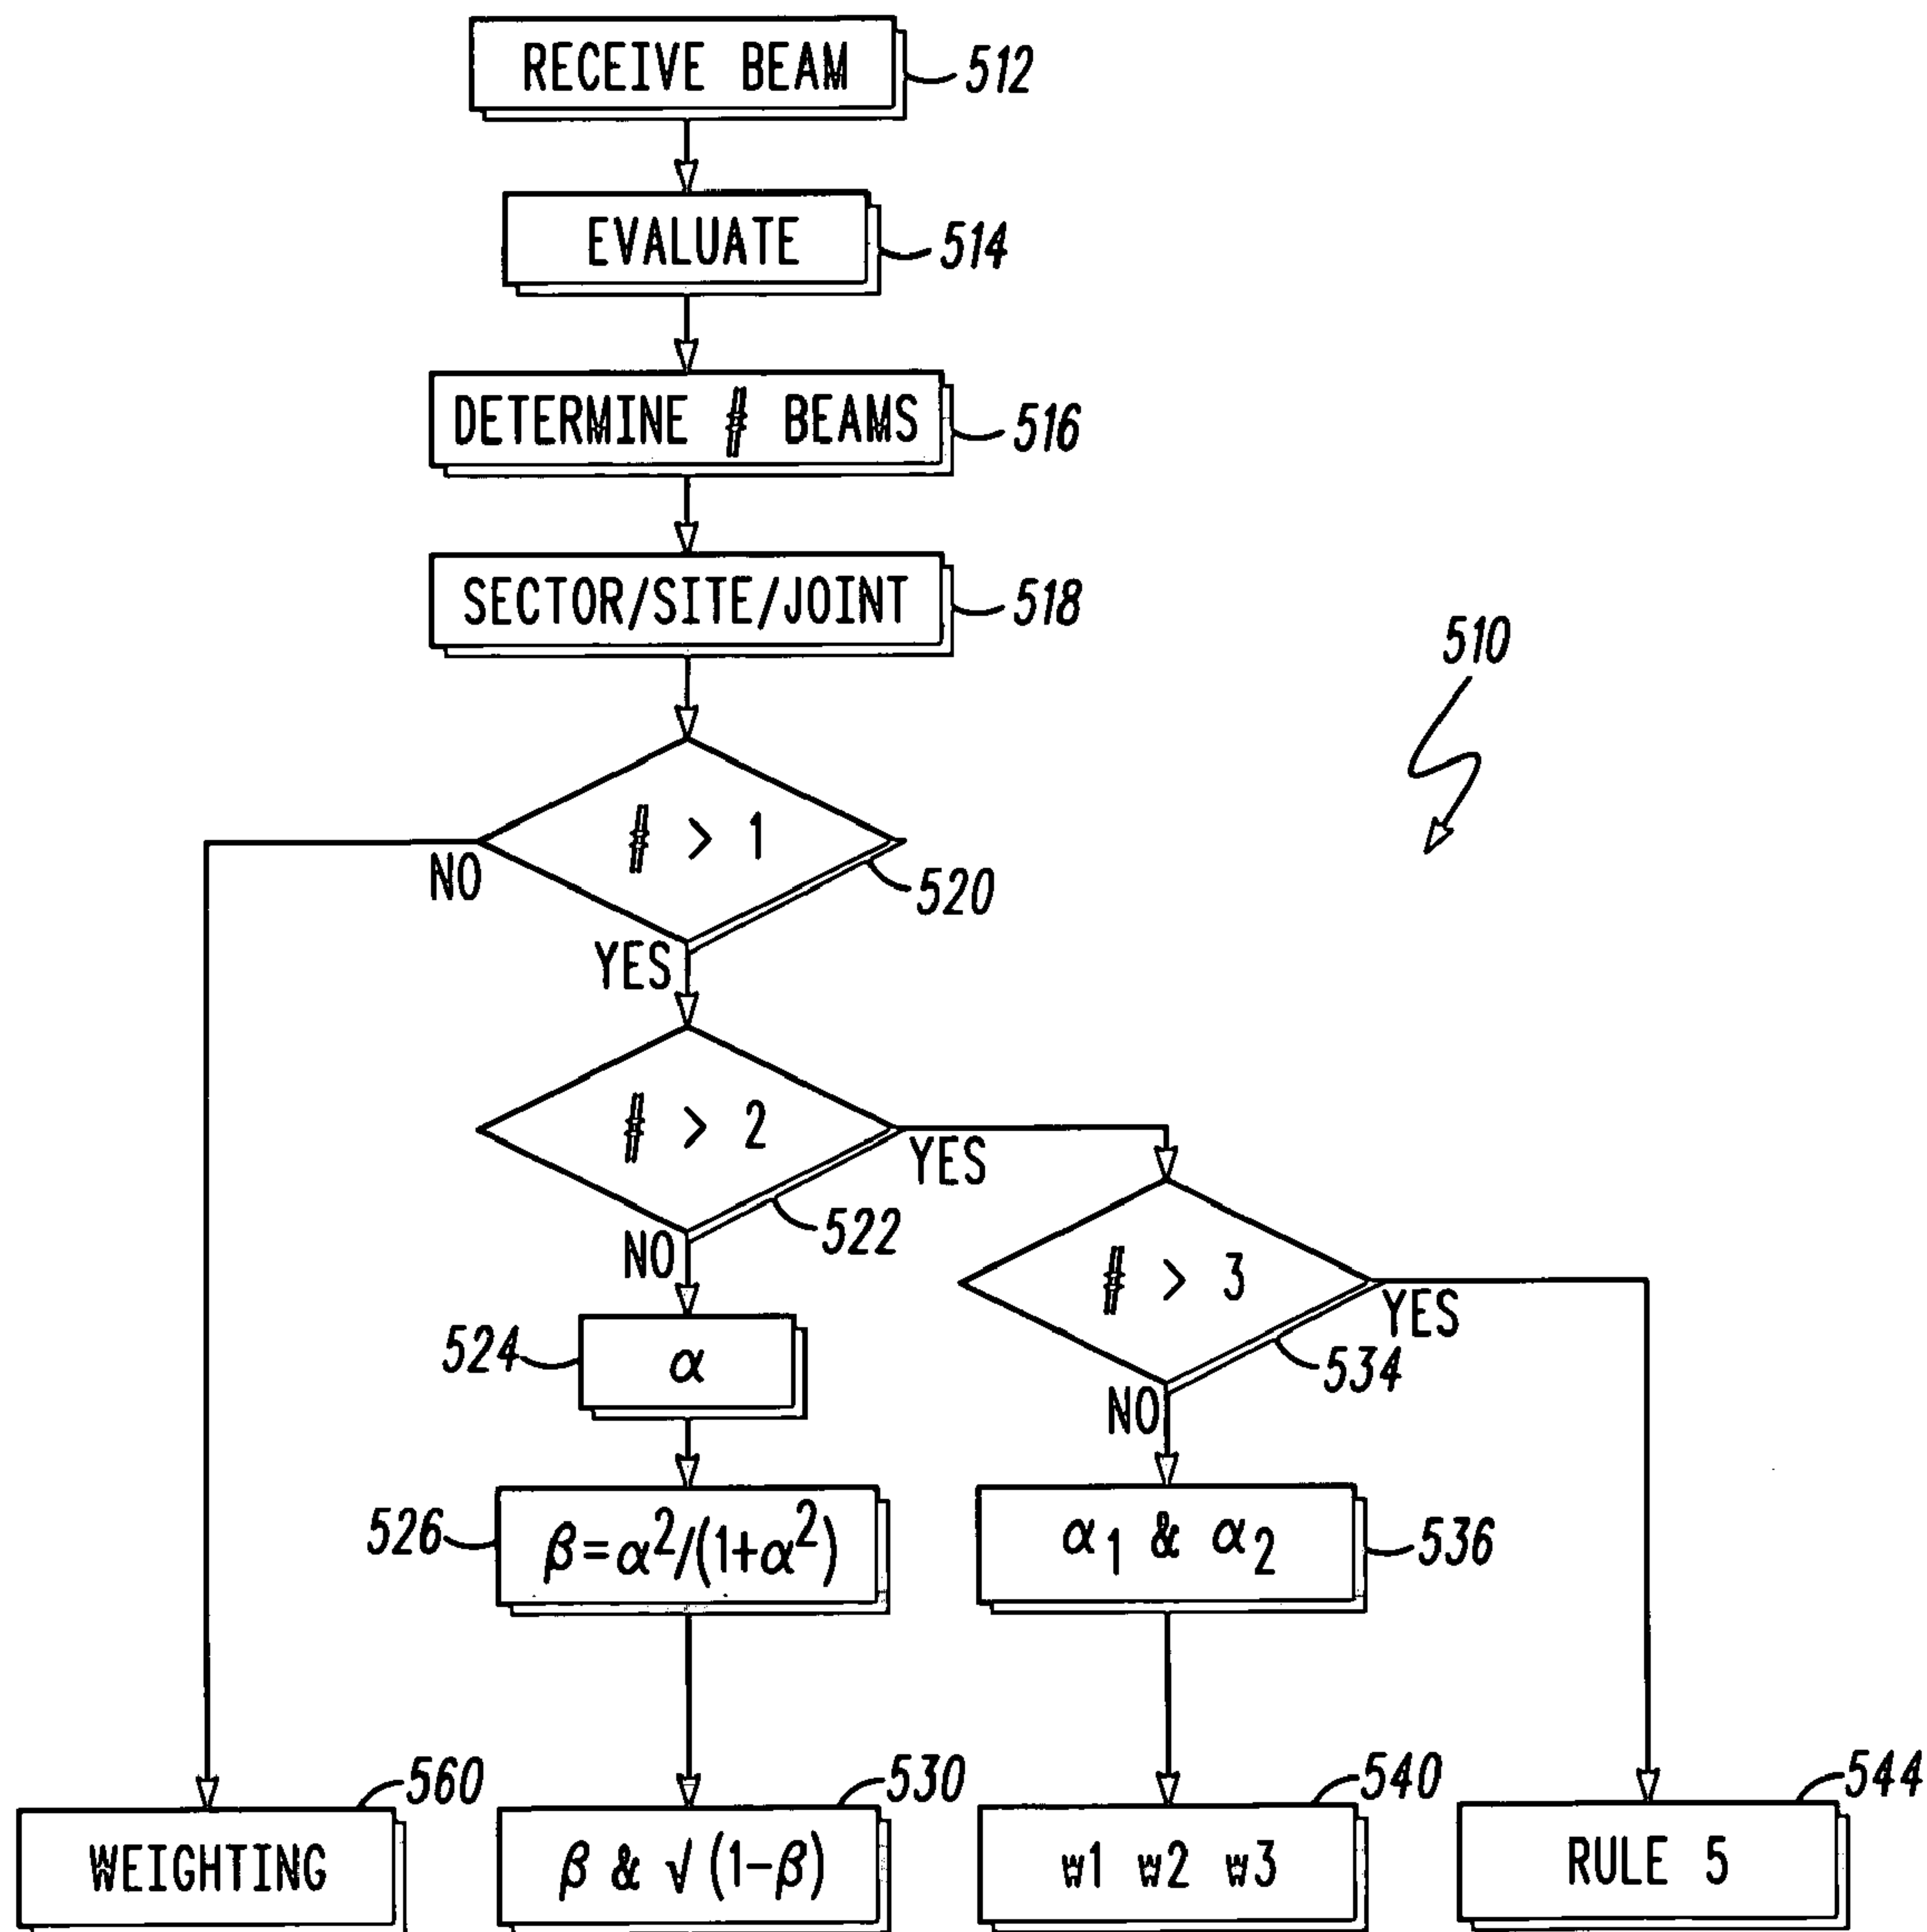 RECEIVE BEAM
512
EVALUATE
514
DETERMINE # BEAMS
516
SECTOR/SITE/JOINT
518
510
# > 1
NO
520
YES
# > 2
YES
522
NO
# > 3
YES
524
α
534
NO
526
β=α²/(1+α²)
α₁ & α₂
536
560
530
540
544
WEIGHTING
β & √(1-β)
w1 w2 w3
RULE 5